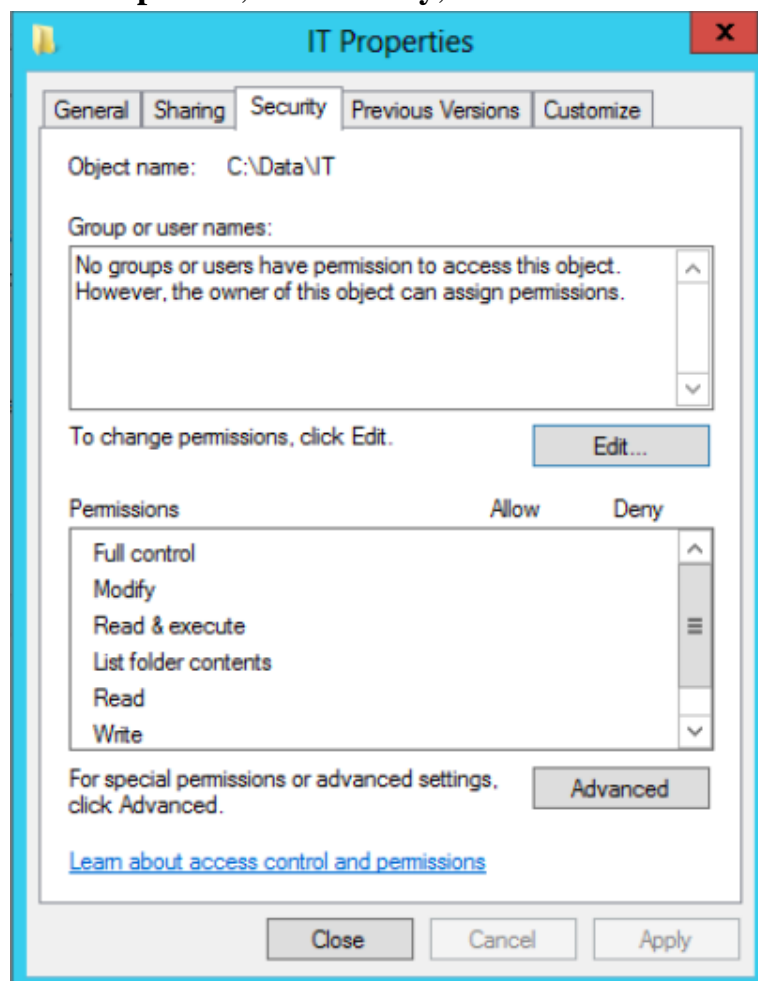 IT Properties
x
General Sharing Security Previous Versions Customize
Object name: C:\Data\IT
Group or user names:
No groups or users have permission to access this object.
However, the owner of this object can assign permissions.
To change permissions, click Edit.
Edit...
Permissions Allow Deny
Full control
Modify
Read & execute
List folder contents
Read
Write
For special permissions or advanced settings,
click Advanced.
Advanced
Learn about access control and permissions
Close Cancel Apply